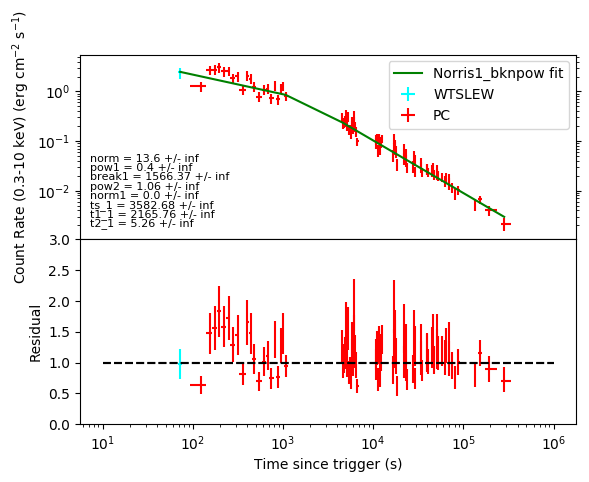 Count Rate (0.3-10 keV) (erg cm⁻² s⁻¹)
10⁰
10⁻¹
10⁻²
Norris1_bknpow fit
WTSLEW
PC
norm = 13.6 +/- inf
pow1 = 0.4 +/- inf
break1 = 1566.37 +/- inf
pow2 = 1.06 +/- inf
norm1 = 0.0 +/- inf
ts_1 = 3582.68 +/- inf
t1_1 = 2165.76 +/- inf
t2_1 = 5.26 +/- inf
Residual
3.0
2.5
2.0
1.5
1.0
0.5
0.0
10¹
10²
10³
10⁴
10⁵
10⁶
Time since trigger (s)